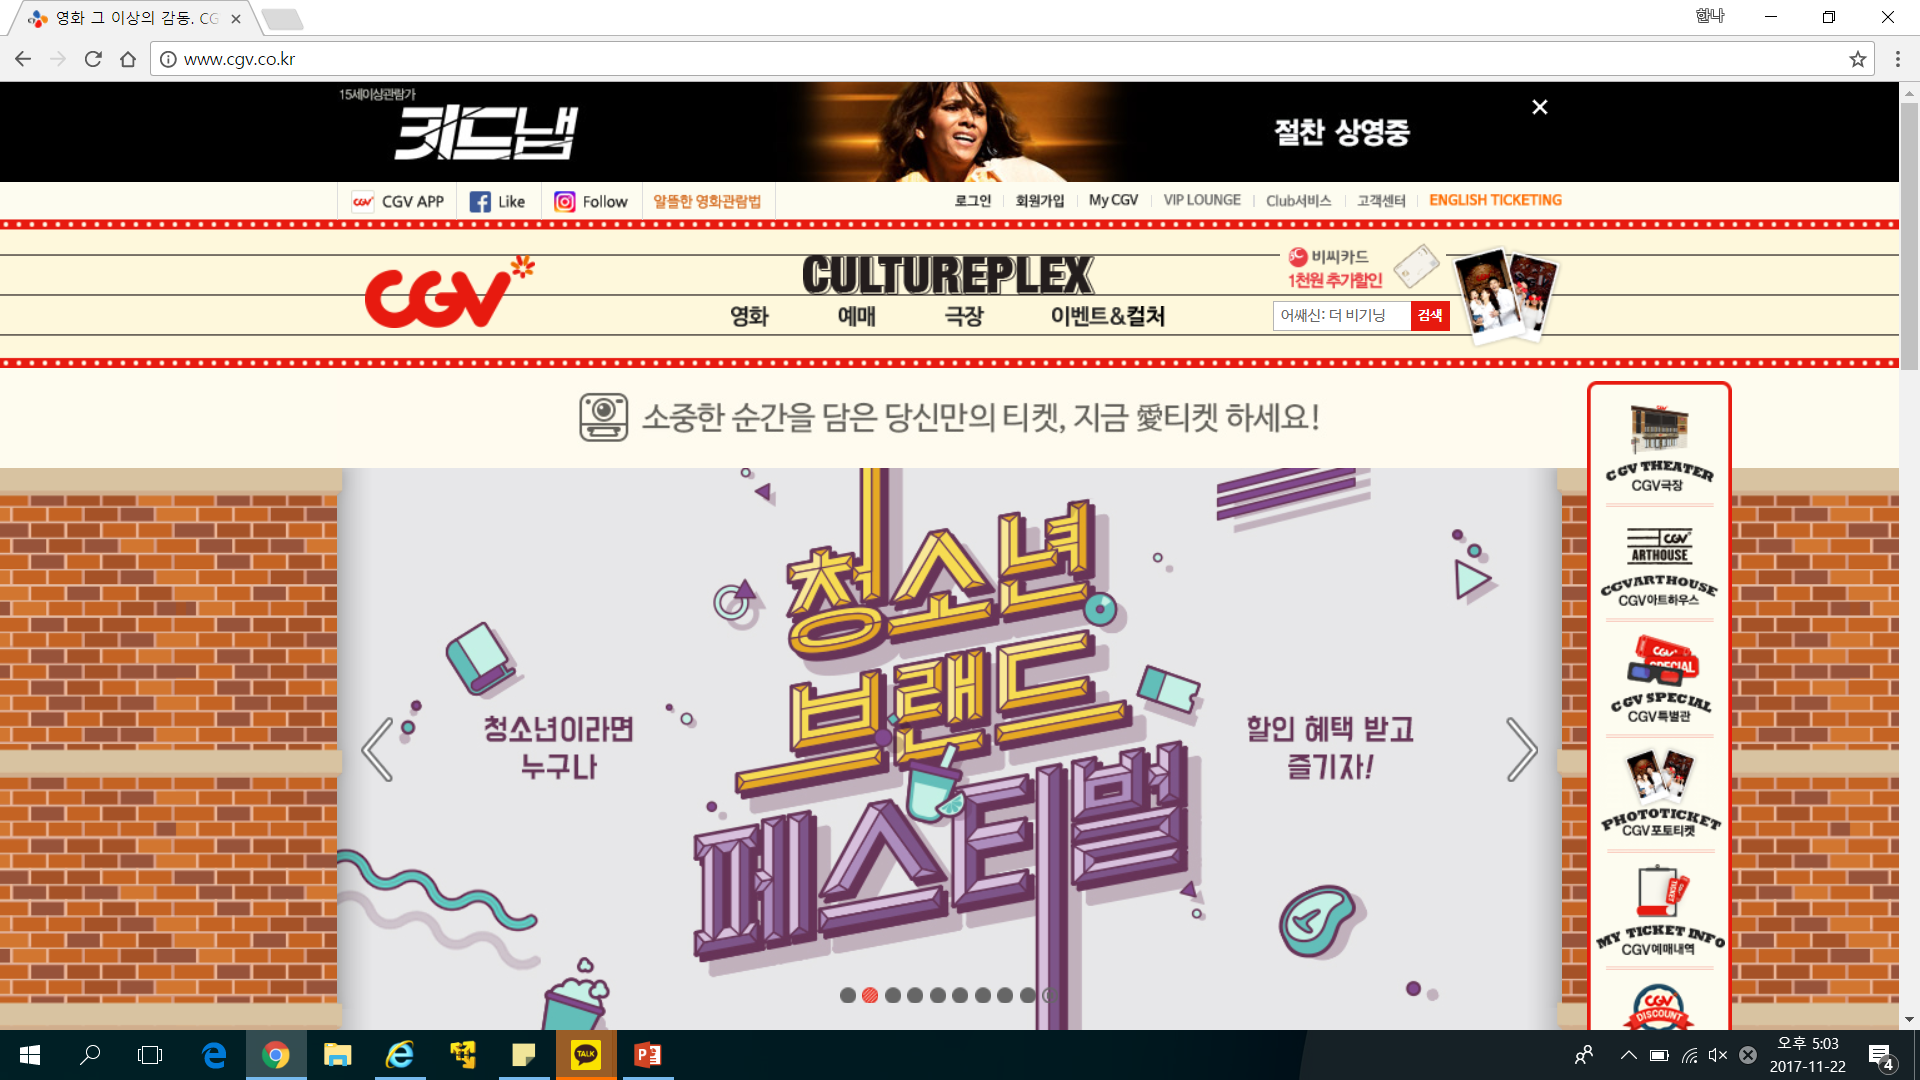 영화 그 이상의 감동. CG
한나
www.cgv.co.kr
15세이상관람가
키드냅
절찬 상영중
CGV CGV APP
Like
Follow
알뜰한 영화관람법
로그인
회원가입
My CGV
VIP LOUNGE
Club서비스
고객센터
ENGLISH TICKETING
CGV
CULTUREPLEX
영화
예매
극장
이벤트&컬처
비씨카드
1천원 추가할인
어쌔신: 더 비기닝
검색
소중한 순간을 담은 당신만의 티켓, 지금 愛티켓 하세요!
청소년
브랜드
페스티벌
청소년이라면
누구나
할인 혜택 받고
즐기자!
CGV THEATER
CGV극장
CGV
ARTHOUSE
CGVARTHOUSE
CGV아트하우스
CGV
SPECIAL
CGV SPECIAL
CGV특별관
PHOTOTICKET
CGV포토티켓
TICKET
MY TICKET INFO
CGV예매내역
CGV
DISCOUNT
TALK
오후 5:03
2017-11-22
4